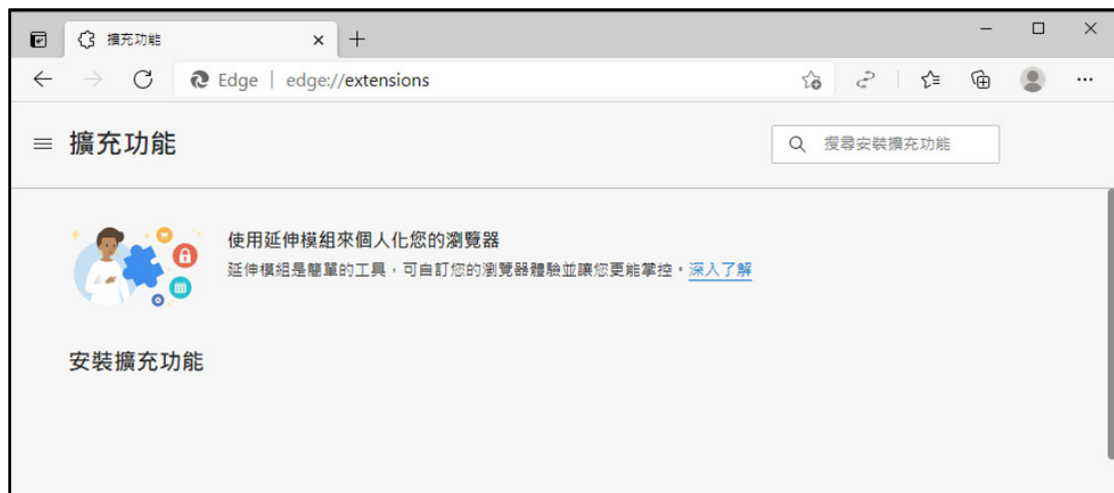 擴充功能
Edge | edge://extensions
擴充功能
搜尋安裝擴充功能
使用延伸模組來個人化您的瀏覽器
延伸模組是簡單的工具，可自訂您的瀏覽器體驗並讓您更能掌控。深入了解
安裝擴充功能